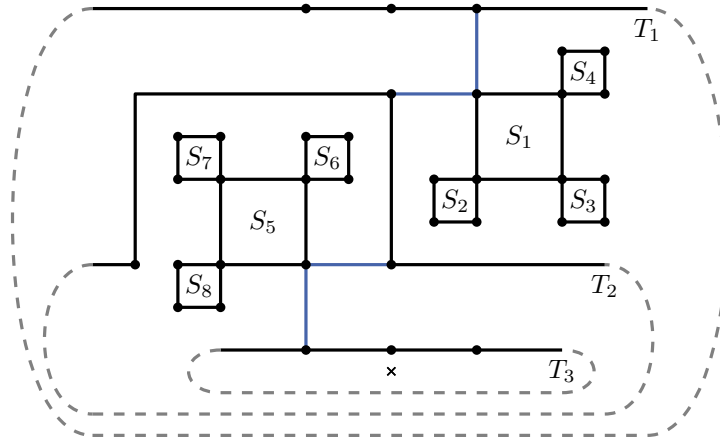 T₁
S₄
S₁
S₇ S₆
S₂ S₃
S₅
S₈ T₂
T₃